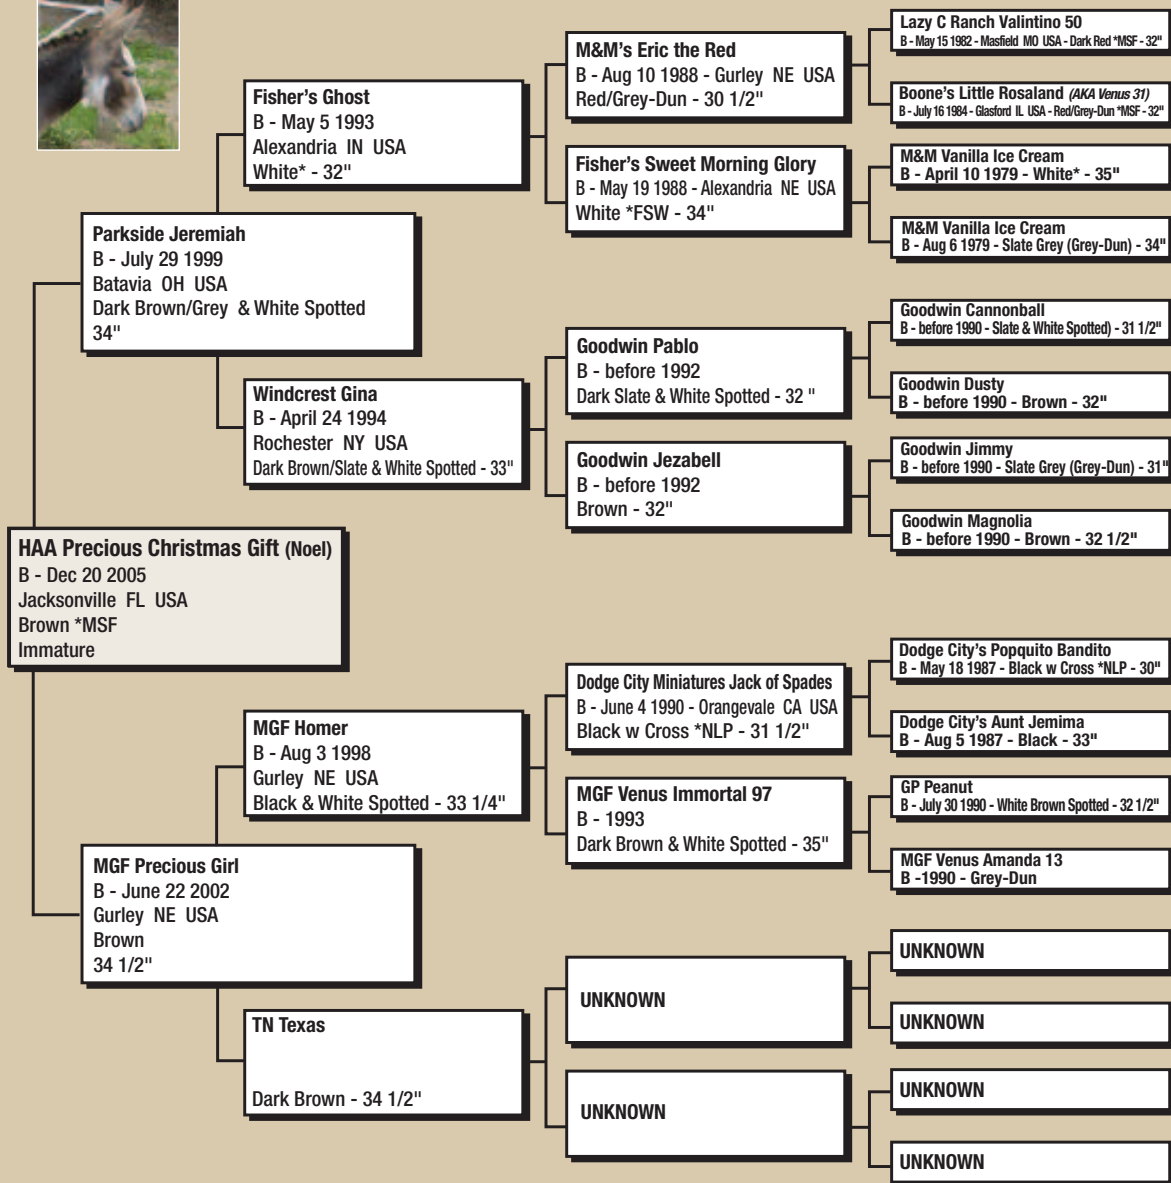 Lazy C Ranch Valintino 50
B - May 15 1982 - Masfield MO USA - Dark Red *MSF - 32"
M&M's Eric the Red
B - Aug 10 1988 - Gurley NE USA
Red/Grey-Dun - 30 1/2"
Boone's Little Rosaland (AKA Venus 31)
B - July 16 1984 - Glasford IL USA - Red/Grey-Dun *MSF - 32"
Fisher's Ghost
B - May 5 1993
Alexandria IN USA
White* - 32"
M&M Vanilla Ice Cream
B - April 10 1979 - White* - 35"
Fisher's Sweet Morning Glory
B - May 19 1988 - Alexandria NE USA
White *FSW - 34"
M&M Vanilla Ice Cream
B - Aug 6 1979 - Slate Grey (Grey-Dun) - 34"
Parkside Jeremiah
B - July 29 1999
Batavia OH USA
Dark Brown/Grey & White Spotted
34"
Goodwin Cannonball
B - before 1990 - Slate & White Spotted) - 31 1/2"
Goodwin Pablo
B - before 1992
Dark Slate & White Spotted - 32 "
Goodwin Dusty
B - before 1990 - Brown - 32"
Windcrest Gina
B - April 24 1994
Rochester NY USA
Dark Brown/Slate & White Spotted - 33"
Goodwin Jimmy
B - before 1990 - Slate Grey (Grey-Dun) - 31"
Goodwin Jezabell
B - before 1992
Brown - 32"
Goodwin Magnolia
B - before 1990 - Brown - 32 1/2"
HAA Precious Christmas Gift (Noel)
B - Dec 20 2005
Jacksonville FL USA
Brown *MSF
Immature
Dodge City's Popquito Bandito
B - May 18 1987 - Black w Cross *NLP - 30"
Dodge City Miniatures Jack of Spades
B - June 4 1990 - Orangevale CA USA
Black w Cross *NLP - 31 1/2"
Dodge City's Aunt Jemima
B - Aug 5 1987 - Black - 33"
MGF Homer
B - Aug 3 1998
Gurley NE USA
Black & White Spotted - 33 1/4"
GP Peanut
B - July 30 1990 - White Brown Spotted - 32 1/2"
MGF Venus Immortal 97
B - 1993
Dark Brown & White Spotted - 35"
MGF Venus Amanda 13
B -1990 - Grey-Dun
MGF Precious Girl
B - June 22 2002
Gurley NE USA
Brown
34 1/2"
UNKNOWN
UNKNOWN
UNKNOWN
TN Texas
Dark Brown - 34 1/2"
UNKNOWN
UNKNOWN
UNKNOWN